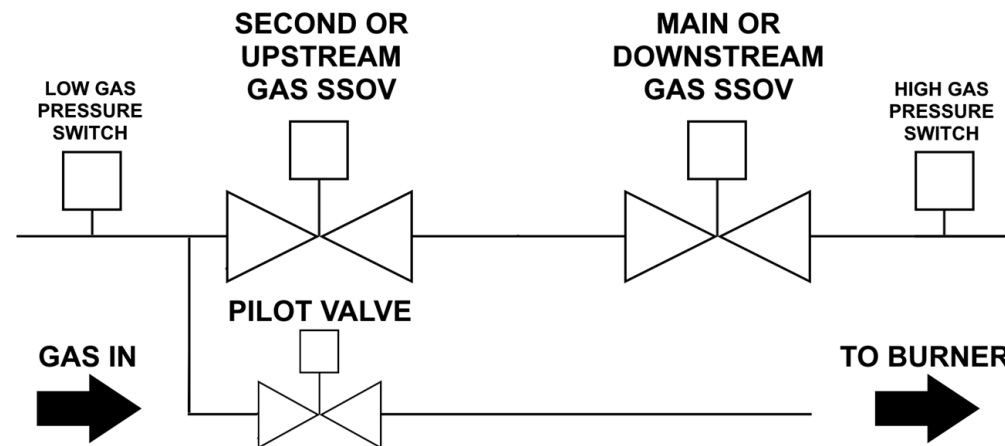 SECOND OR
UPSTREAM
GAS SSOV
MAIN OR
DOWNSTREAM
GAS SSOV
LOW GAS
PRESSURE
SWITCH
HIGH GAS
PRESSURE
SWITCH
PILOT VALVE
GAS IN
TO BURNER